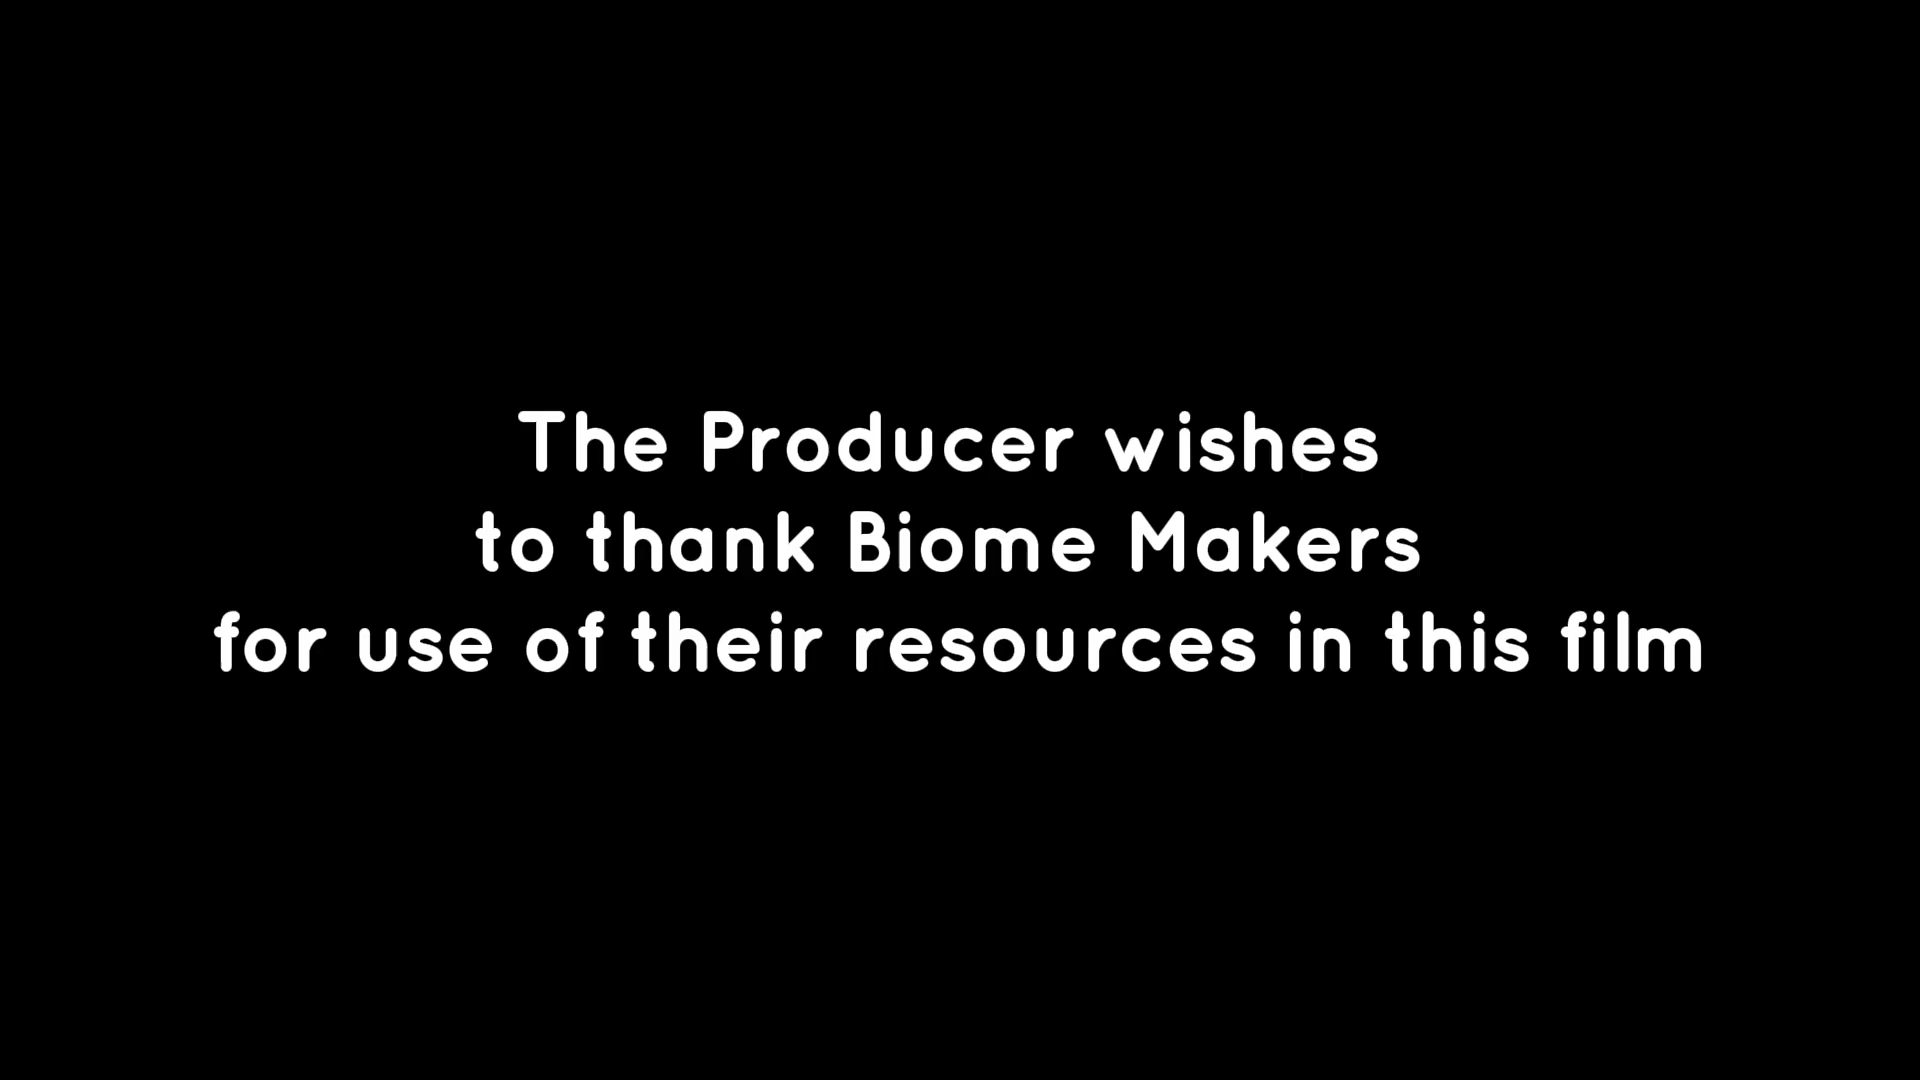 The Producer wishes
to thank Biome Makers
for use of their resources in this film